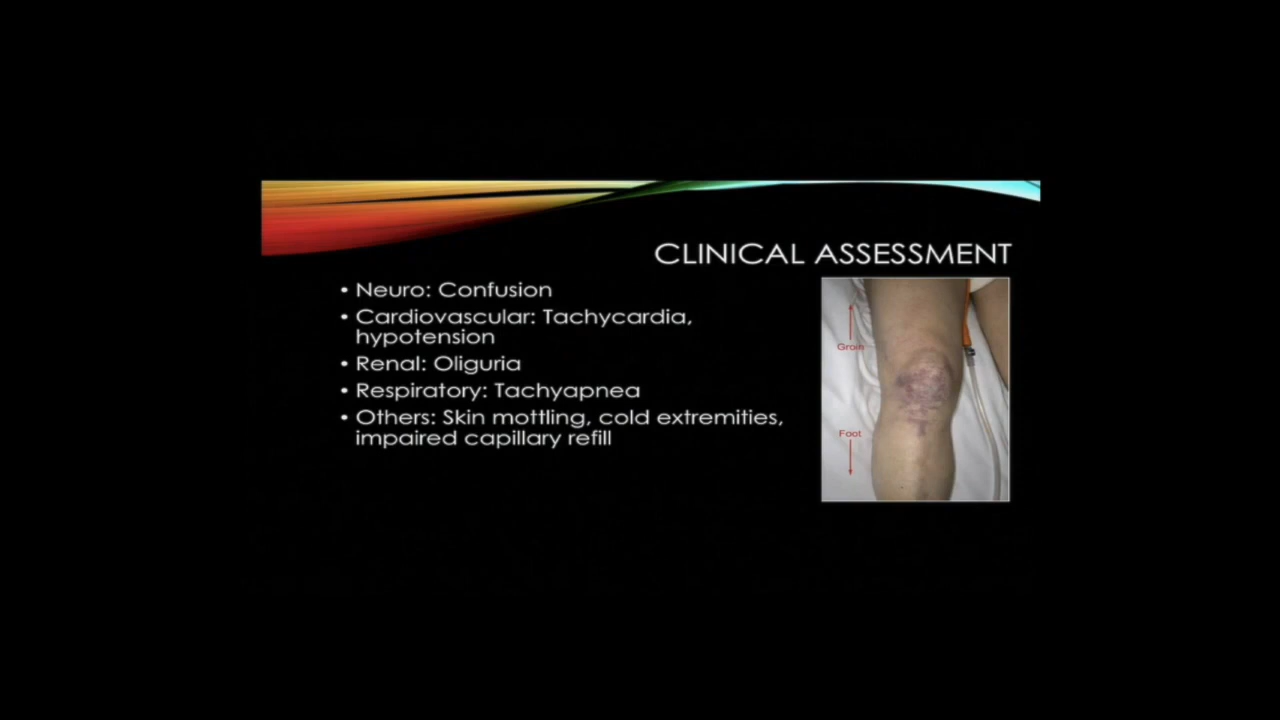 CLINICAL ASSESSMENT
• Neuro: Confusion
• Cardiovascular: Tachycardia,
hypotension
• Renal: Oliguria
• Respiratory: Tachyapnea
• Others: Skin mottling, cold extremities,
impaired capillary refill
Groin
Foot